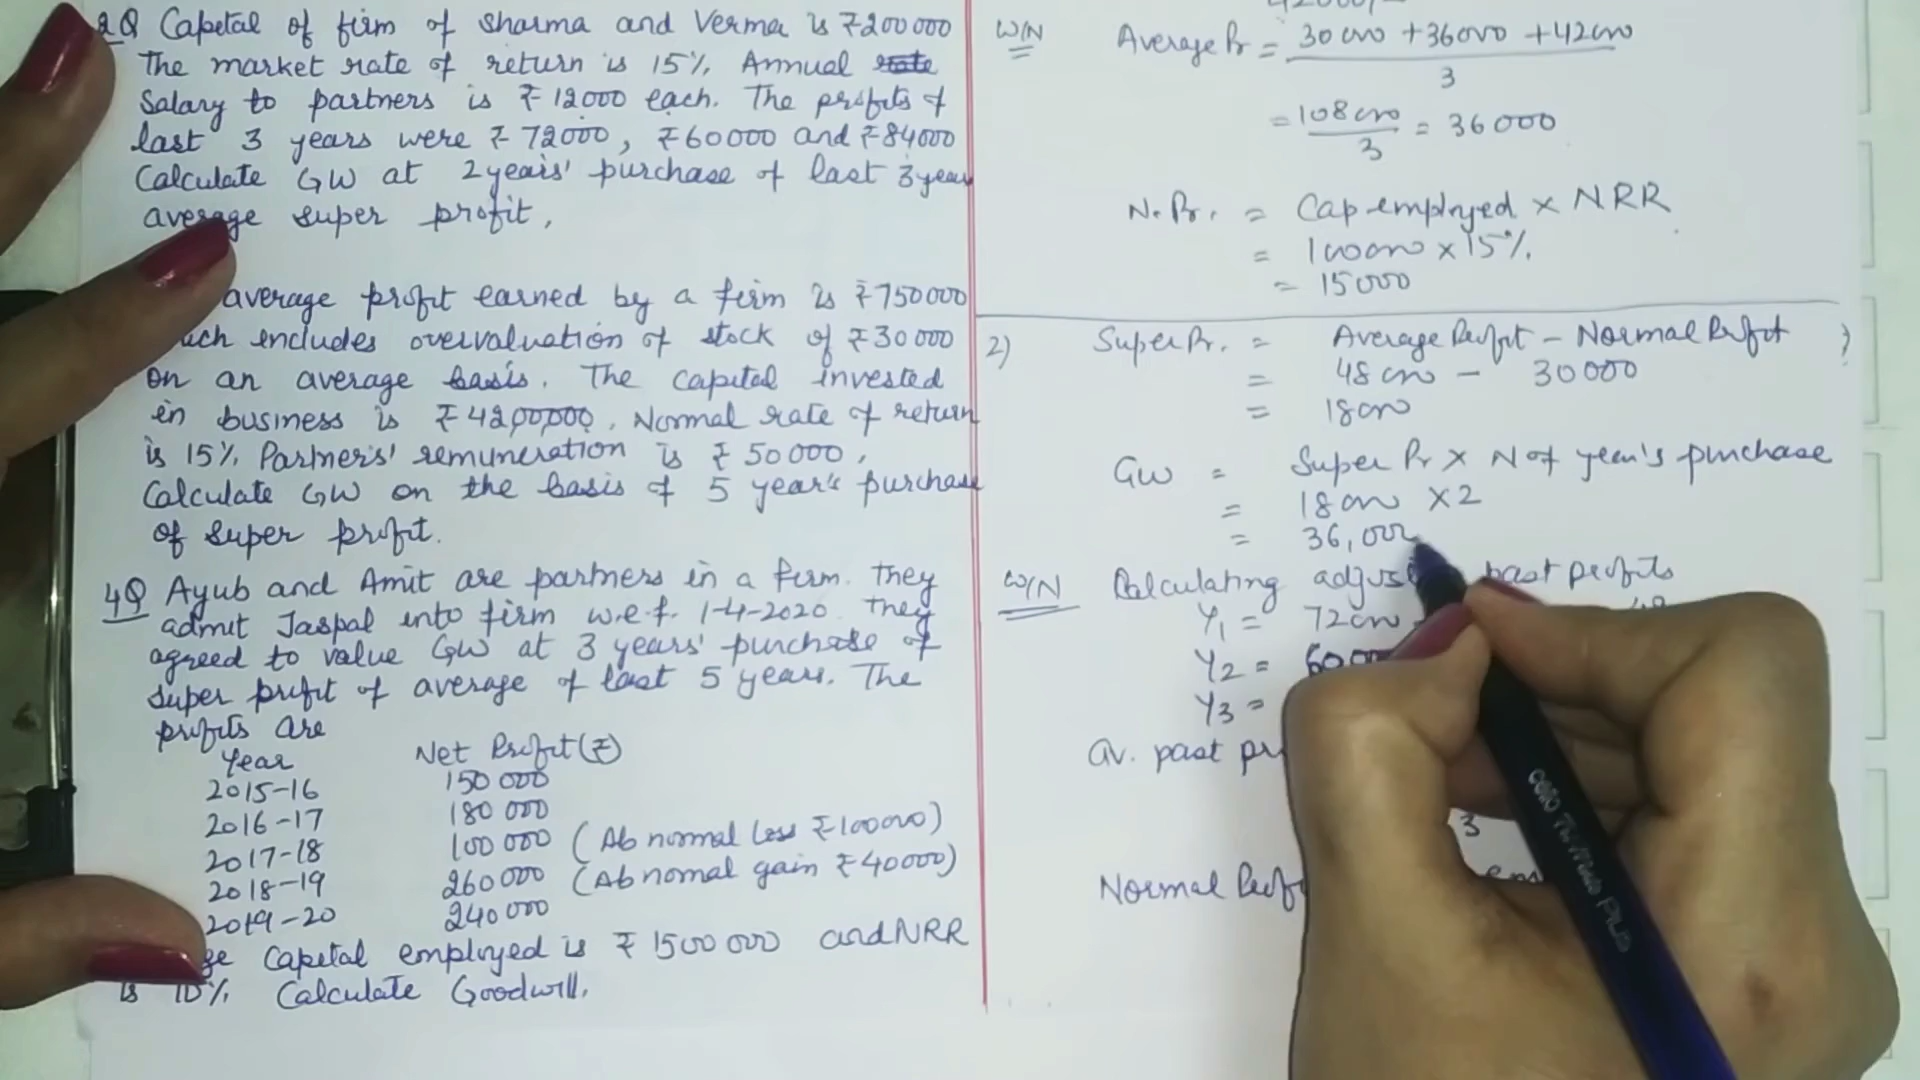 2Q Capetal of firm of Sharma and Verma is ₹200000
The market rate of return is 15% Annual
Salary to partners is ₹12000 each. The profits of
last 3 years were ₹72000, ₹60000 and ₹84000
Calculate GW at 2 years' purchase of last 3 year
average super profit.
average profit earned by a firm is ₹750000
includes overvaluation of stock of ₹30000
on an average basis. The capital invested
in business is ₹4200,000. Normal rate of return
is 15%. Partners' remuneration is ₹50000,
Calculate GW on the basis of 5 year's purchase
of super profit.
4Q Ayub and Amit are partners in a firm. They
admit Jaspal into firm w.e.f. 1-4-2020. They
agreed to value GW at 3 years' purchase of
super profit of average of last 5 years. The
profits are
Year Net Profit(₹)
2015-16 150000
2016-17 180000
2017-18 100000 (Abnormal loss ₹100000)
2018-19 260000 (Abnomal gain ₹40000)
2019-20 240000
Capital employed is ₹1500000 and NRR
is 10% Calculate Goodwill.
W/N Average Pr = 30000 + 36000 + 42000
3
= 108000 = 36000
3
N. Pr. = Cap employed × NRR
= 100000 × 15%
= 15000
2) Super Pr. = Average Profit - Normal Profit
= 48000 - 30000
= 18000
GW = Super Pr × N of year's purchase
= 18000 × 2
= 36,000
W/N Calculating past profits
Y1 = 72000
Y2 =
Y3 =
av. past
3
Normal
cello